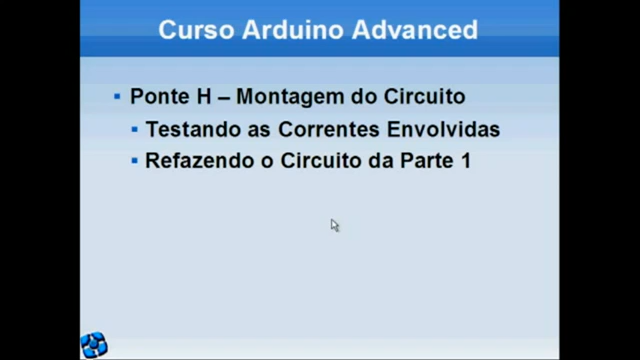 Curso Arduino Advanced
Ponte H – Montagem do Circuito
Testando as Correntes Envolvidas
Refazendo o Circuito da Parte 1